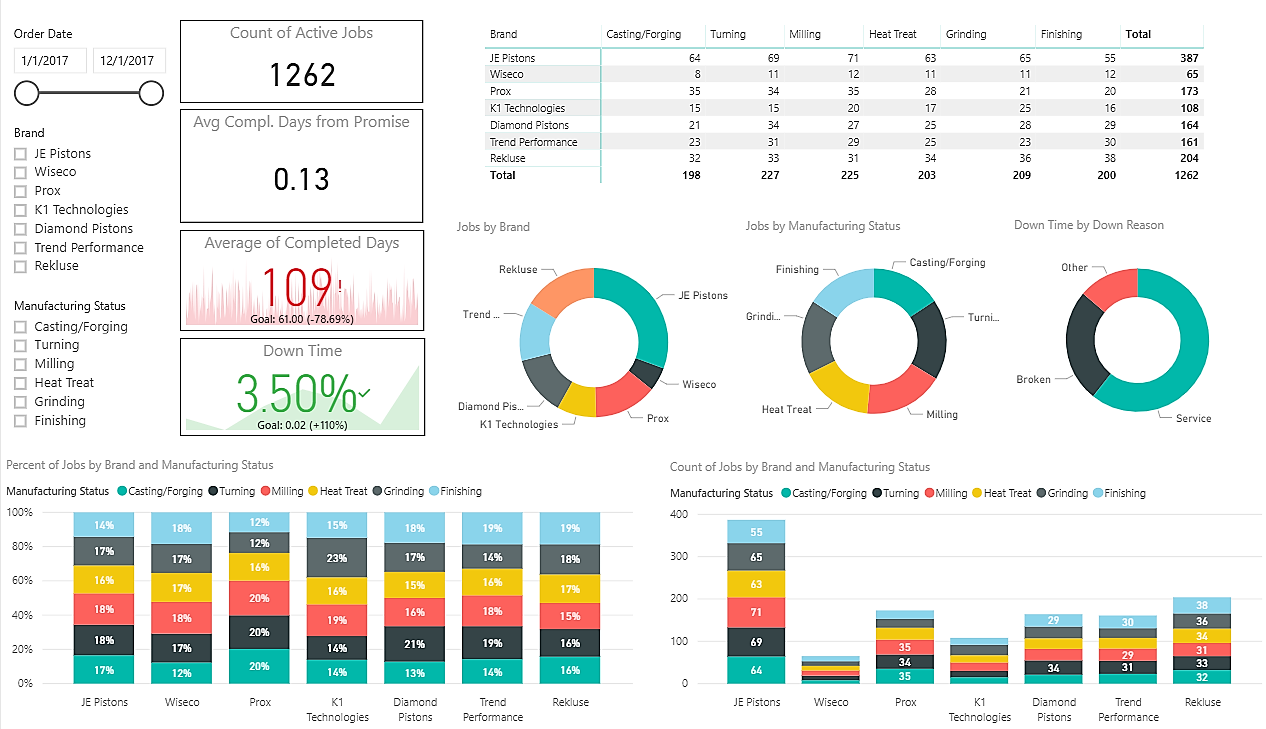 Order Date
1/1/2017 12/1/2017
Brand
JE Pistons
Wiseco
Prox
K1 Technologies
Diamond Pistons
Trend Performance
Rekluse
Manufacturing Status
Casting/Forging
Turning
Milling
Heat Treat
Grinding
Finishing
Count of Active Jobs
1262
Avg Compl. Days from Promise
0.13
Average of Completed Days
109!
Goal: 61.00 (-78.69%)
Down Time
3.50%
Goal: 0.02 (+110%)
Brand Casting/Forging Turning Milling Heat Treat Grinding Finishing Total
JE Pistons 64 69 71 63 65 55 387
Wiseco 8 11 12 11 11 12 65
Prox 35 34 35 28 21 20 173
K1 Technologies 15 15 20 17 25 16 108
Diamond Pistons 21 34 27 25 28 29 164
Trend Performance 23 31 29 25 23 30 161
Rekluse 32 33 31 34 36 38 204
Total 198 227 225 203 209 200 1262
Jobs by Brand
Rekluse
JE Pistons
Trend ...
Wiseco
Diamond Pis...
Prox
K1 Technologies
Jobs by Manufacturing Status
Casting/Forging
Finishing
Grindi...
Turni...
Heat Treat
Milling
Down Time by Down Reason
Other
Broken
Service
Percent of Jobs by Brand and Manufacturing Status
Manufacturing Status Casting/Forging Turning Milling Heat Treat Grinding Finishing
100%
80%
60%
40%
20%
0%
14% 18% 12% 15% 18% 19% 19%
17% 17% 12% 23% 17% 14% 18%
16% 17% 16% 16% 15% 16% 17%
18% 18% 20% 19% 16% 18% 15%
18% 17% 20% 14% 21% 19% 16%
17% 12% 20% 14% 13% 14% 16%
JE Pistons Wiseco Prox K1 Diamond Trend Rekluse
Technologies Pistons Performance
Count of Jobs by Brand and Manufacturing Status
Manufacturing Status Casting/Forging Turning Milling Heat Treat Grinding Finishing
400
300
200
100
0
55 29 30 38
65 36
63 34
71 35 29 31
69 34 34 31 33
64 35 32
JE Pistons Wiseco Prox K1 Diamond Trend Rekluse
Technologies Pistons Performance